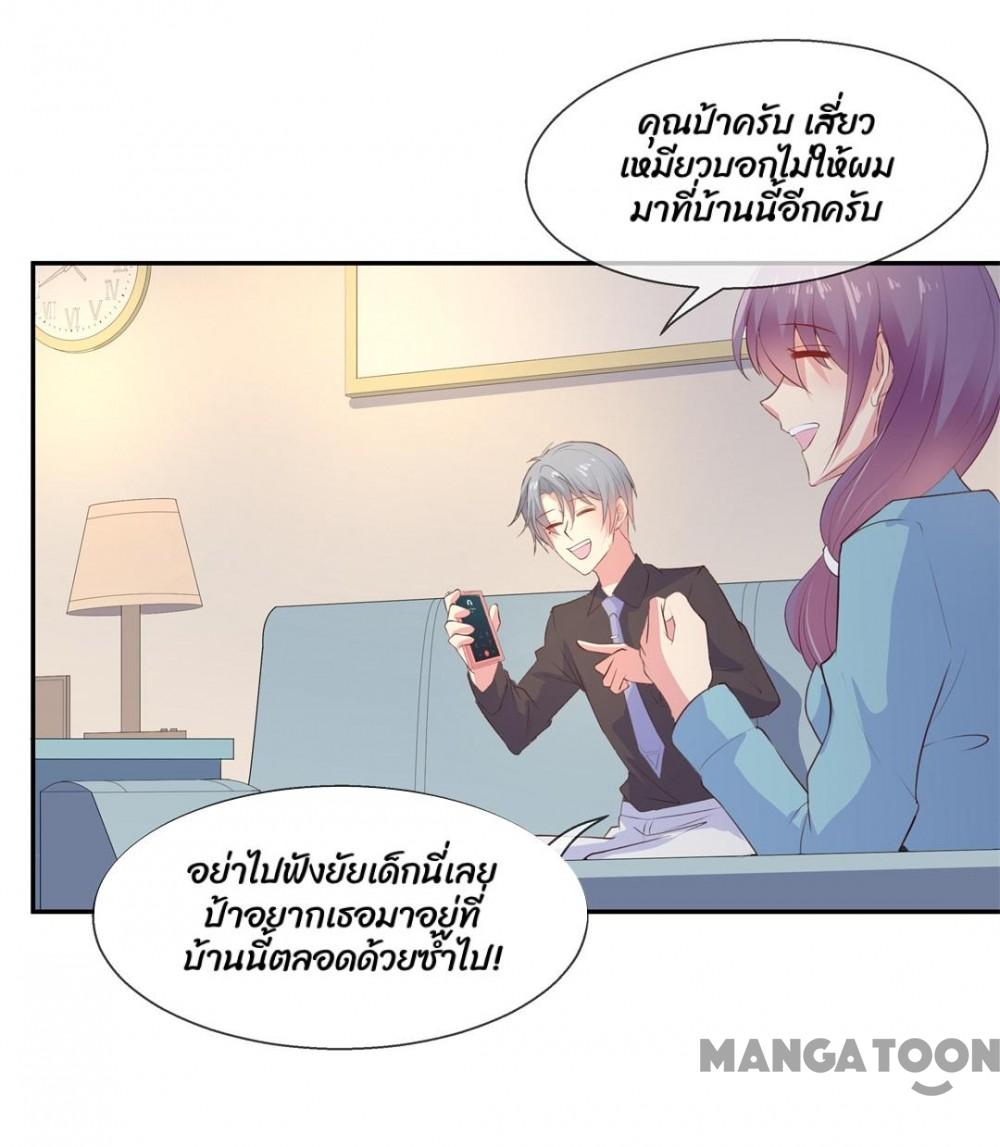 คุณป้าครับ เสี่ยว
เหมียวบอกไม่ให้ผม
มาที่บ้านนี้อีกครับ
อย่าไปฟังยัยเด็กนี่เลย
ป้าอยากเธอมาอยู่ที่
บ้านนี้ตลอดด้วยซ้ำไป!
MANGATOON